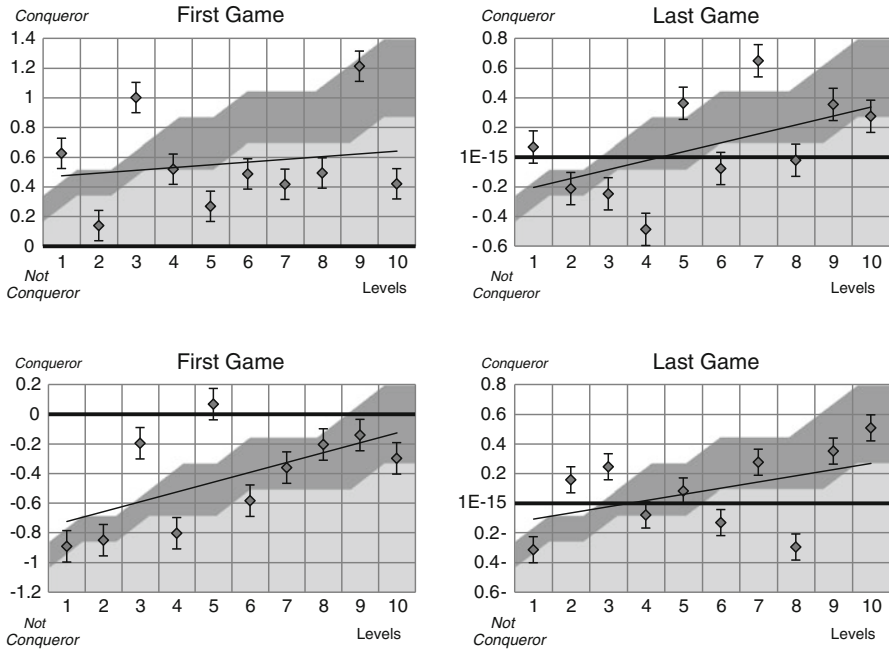 Conqueror
First Game
1.4
1.2
1
0.8
0.6
0.4
0.2
0
1 2 3 4 5 6 7 8 9 10
Not
Conqueror
Levels
Conqueror
Last Game
0.8
0.6
0.4
0.2
1E-15
- 0.2
- 0.4
- 0.6
1 2 3 4 5 6 7 8 9 10
Not
Conqueror
Levels
Conqueror
First Game
0.2
0
-0.2
-0.4
-0.6
-0.8
-1
-1.2
1 2 3 4 5 6 7 8 9 10
Not
Conqueror
Levels
Conqueror
Last Game
0.8
0.6
0.4
0.2
1E-15
0.2-
0.4-
0.6-
1 2 3 4 5 6 7 8 9 10
Not
Conqueror
Levels